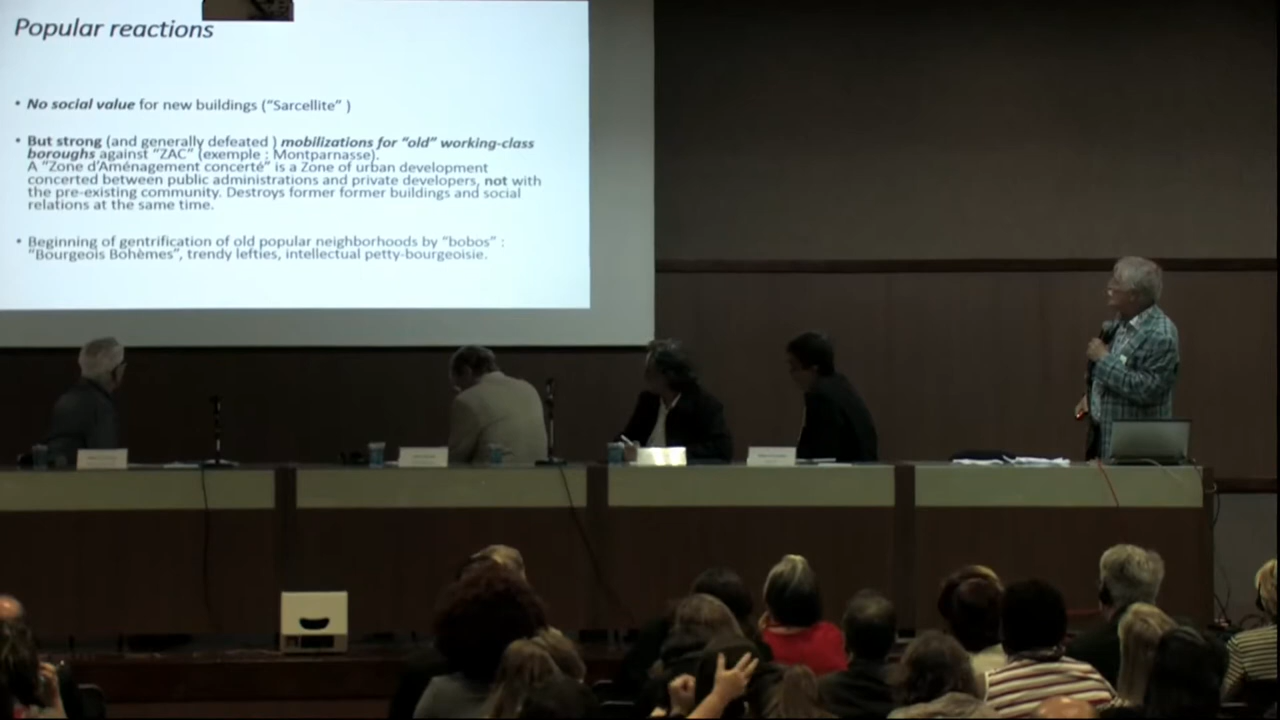 Popular reactions
• No social value for new buildings ("Sarcellite" )
• But strong (and generally defeated ) mobilizations for "old" working-class
boroughs against "ZAC" (exemple : Montparnasse).
A "Zone d'Aménagement concerté" is a Zone of urban development
concerted between public administrations and private developers, not with
the pre-existing community. Destroys former former buildings and social
relations at the same time.
• Beginning of gentrification of old popular neighborhoods by "bobos" :
"Bourgeois Bohèmes", trendy lefties, intellectual petty-bourgeoisie.